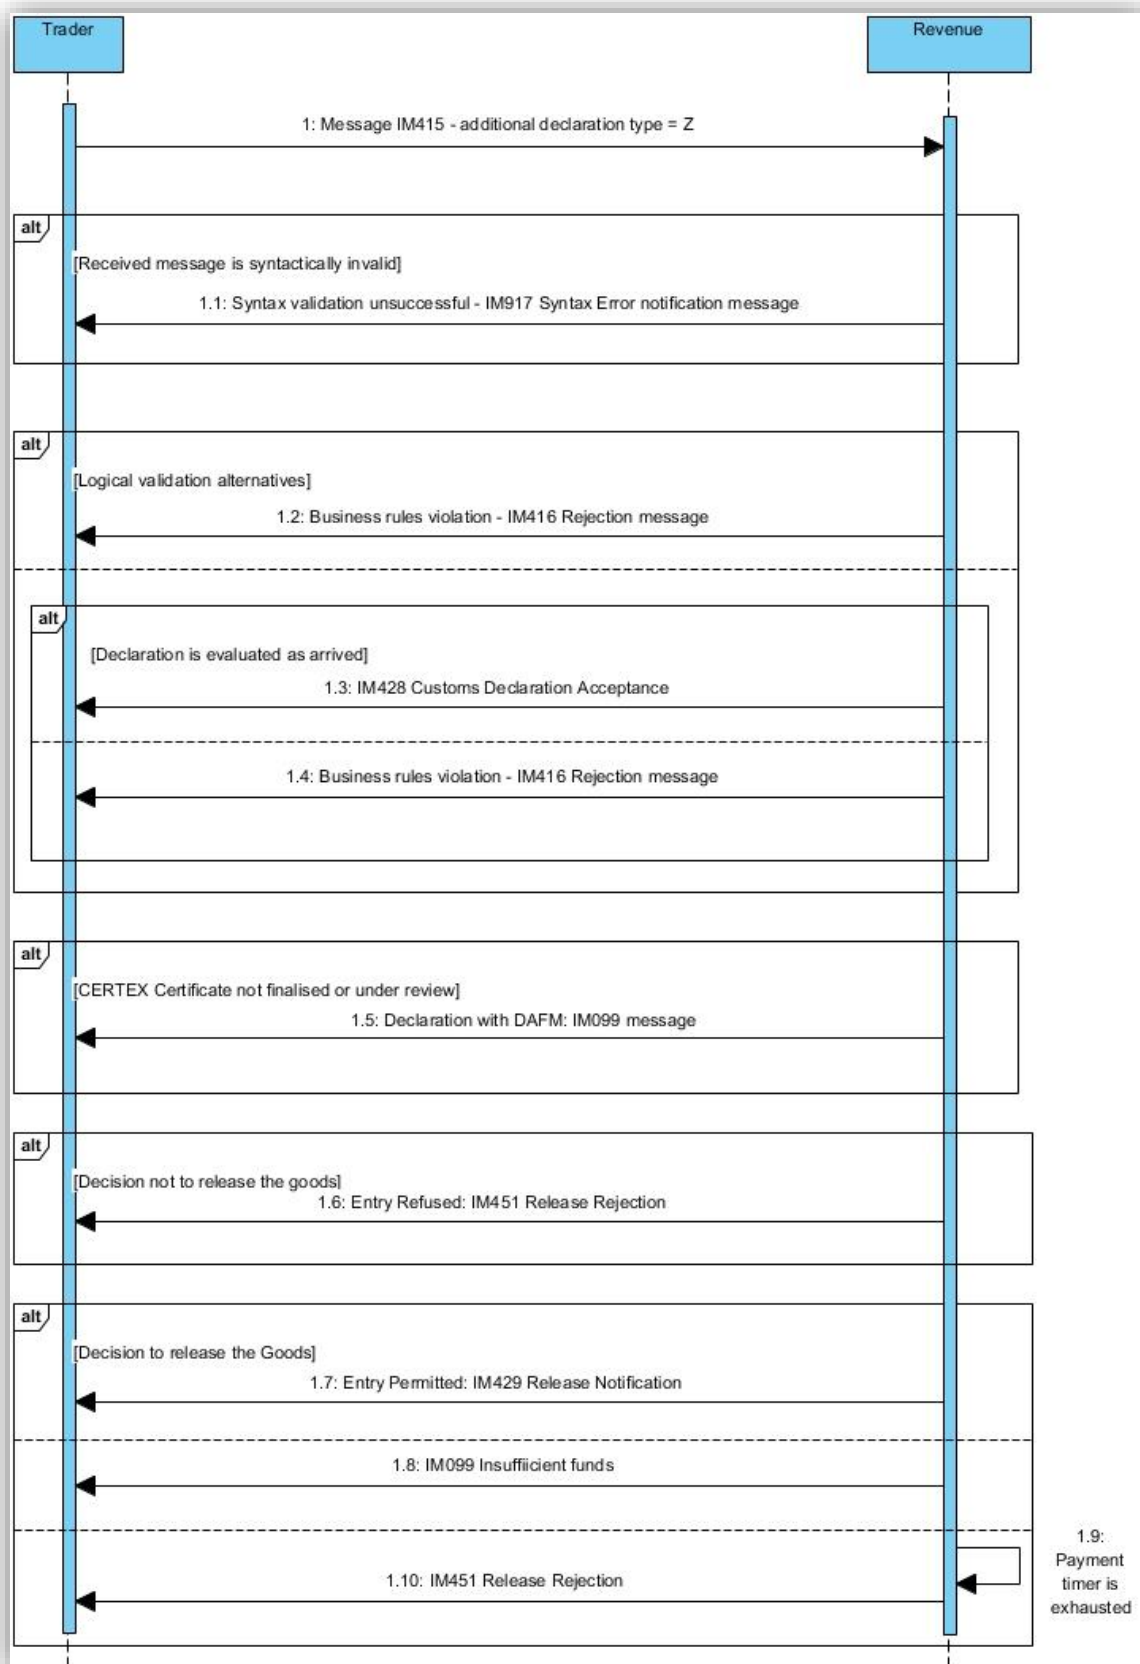 Trader
Revenue
1: Message IM415 - additional declaration type = Z
alt
[Received message is syntactically invalid]
1.1: Syntax validation unsuccessful - IM917 Syntax Error notification message
alt
[Logical validation alternatives]
1.2: Business rules violation - IM416 Rejection message
alt
[Declaration is evaluated as arrived]
1.3: IM428 Customs Declaration Acceptance
1.4: Business rules violation - IM416 Rejection message
alt
[CERTEX Certificate not finalised or under review]
1.5: Declaration with DAFM: IM099 message
alt
[Decision not to release the goods]
1.6: Entry Refused: IM451 Release Rejection
alt
[Decision to release the Goods]
1.7: Entry Permitted: IM429 Release Notification
1.8: IM099 Insuffiicient funds
1.9:
Payment
timer is
exhausted
1.10: IM451 Release Rejection